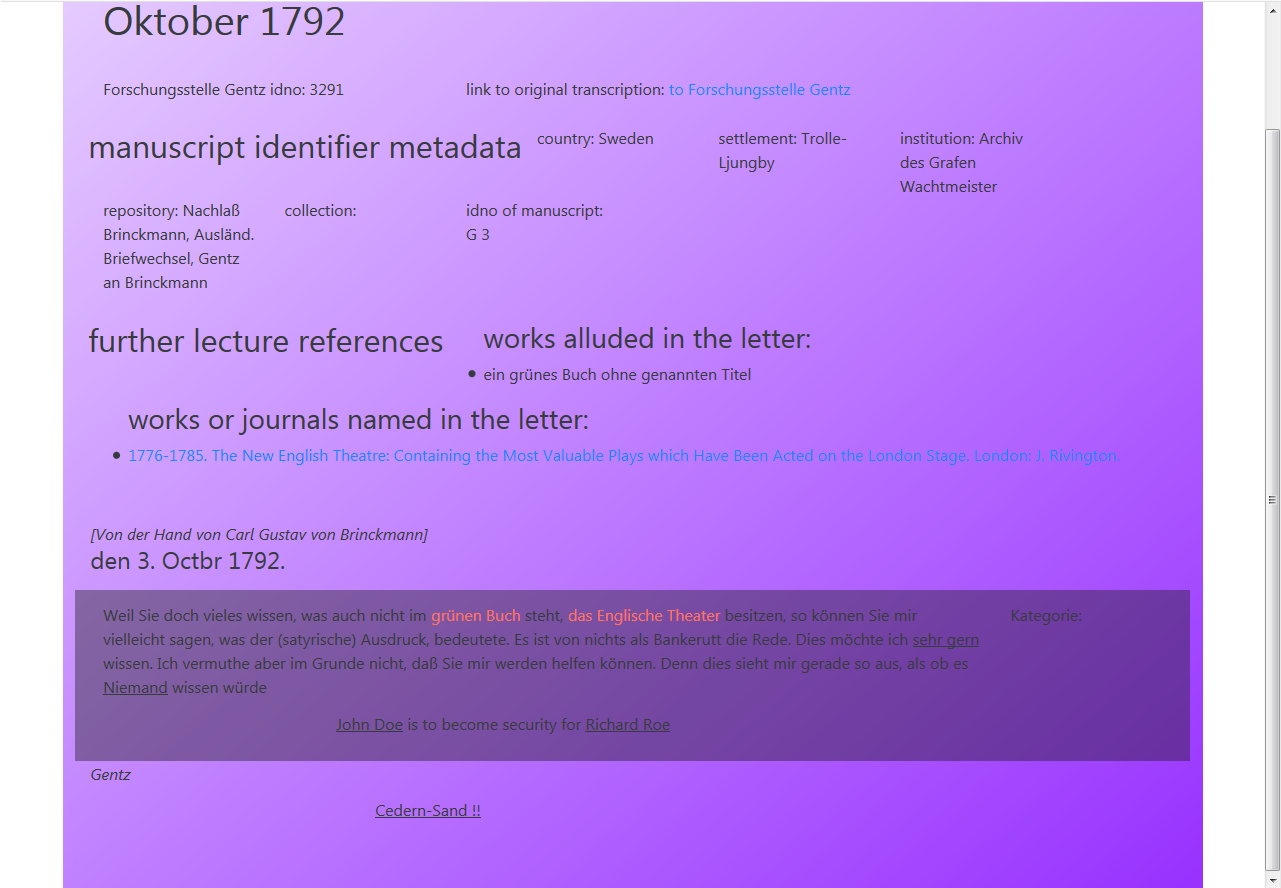 Oktober 1792
Forschungsstelle Gentz idno: 3291
link to original transcription: to Forschungsstelle Gentz
manuscript identifier metadata
country: Sweden
settlement: Trolle-
Ljungby
institution: Archiv
des Grafen
Wachtmeister
repository: Nachlaß
Brinckmann, Ausländ.
Briefwechsel, Gentz
an Brinckmann
collection:
idno of manuscript:
G 3
further lecture references
works alluded in the letter:
• ein grünes Buch ohne genannten Titel
works or journals named in the letter:
• 1776-1785. The New English Theatre: Containing the Most Valuable Plays which Have Been Acted on the London Stage. London: J. Rivington.
[Von der Hand von Carl Gustav von Brinckmann]
den 3. Octbr 1792.
Weil Sie doch vieles wissen, was auch nicht im grünen Buch steht, das Englische Theater besitzen, so können Sie mir
vielleicht sagen, was der (satyrische) Ausdruck, bedeutete. Es ist von nichts als Bankerutt die Rede. Dies möchte ich sehr gern
wissen. Ich vermuthe aber im Grunde nicht, daß Sie mir werden helfen können. Denn dies sieht mir gerade so aus, als ob es
Niemand wissen würde
Kategorie:
John Doe is to become security for Richard Roe
Gentz
Cedern-Sand !!